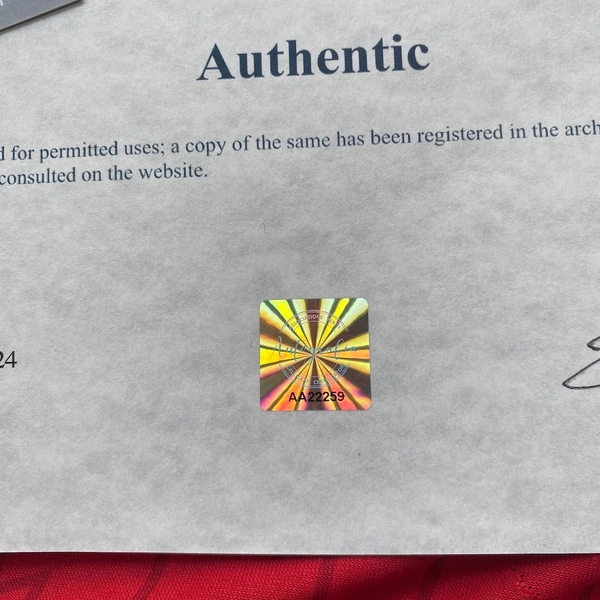 Authentic
d for permitted uses; a copy of the same has been registered in the arch
consulted on the website.
24
AA22259